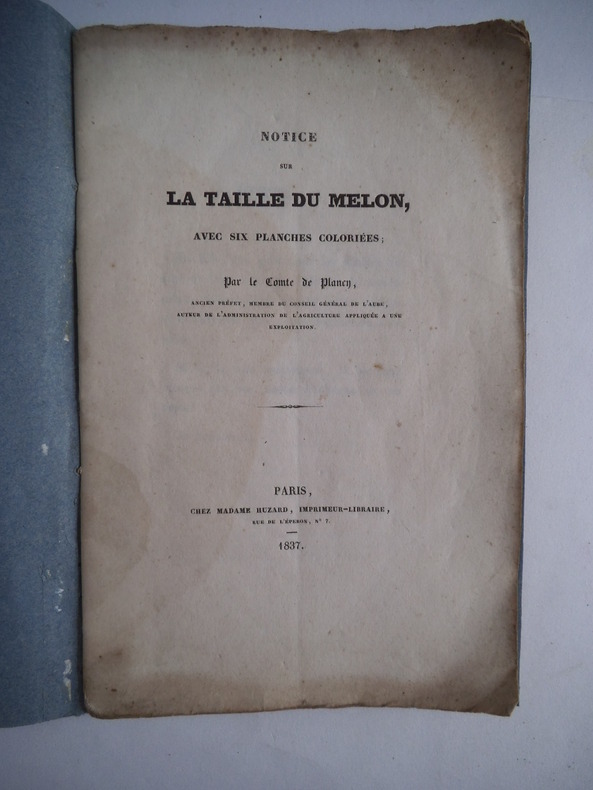 NOTICE
SUR
LA TAILLE DU MELON,
AVEC SIX PLANCHES COLORIÉES;
Par le Comte de Plancy,
ANCIEN PRÉFET, MEMBRE DU CONSEIL GÉNÉRAL DE L'AUBE,
AUTEUR DE L'ADMINISTRATION DE L'AGRICULTURE APPLIQUÉE A UNE
EXPLOITATION.
PARIS,
CHEZ MADAME HUZARD, IMPRIMEUR-LIBRAIRE,
RUE DE L'ÉPERON, N° 7.
1837.